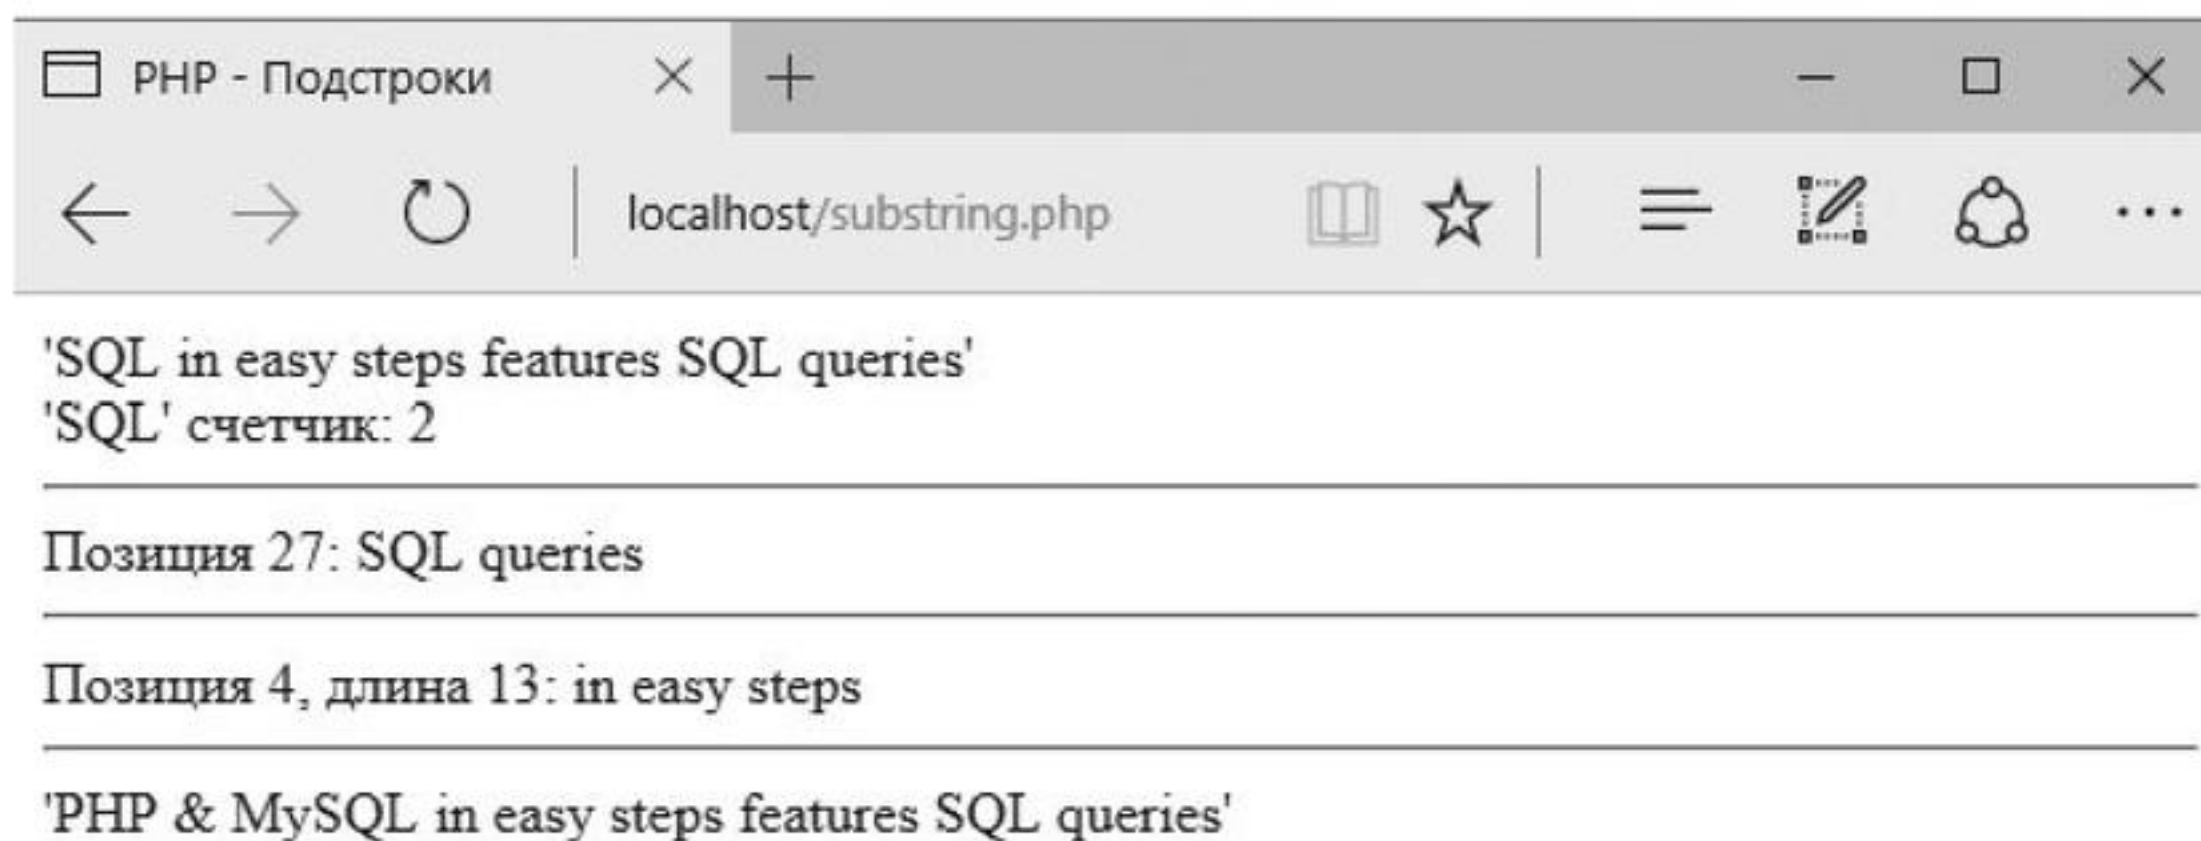 PHP - Подстроки
localhost/substring.php
'SQL in easy steps features SQL queries'
'SQL' счетчик: 2
Позиция 27: SQL queries
Позиция 4, длина 13: in easy steps
'PHP & MySQL in easy steps features SQL queries'